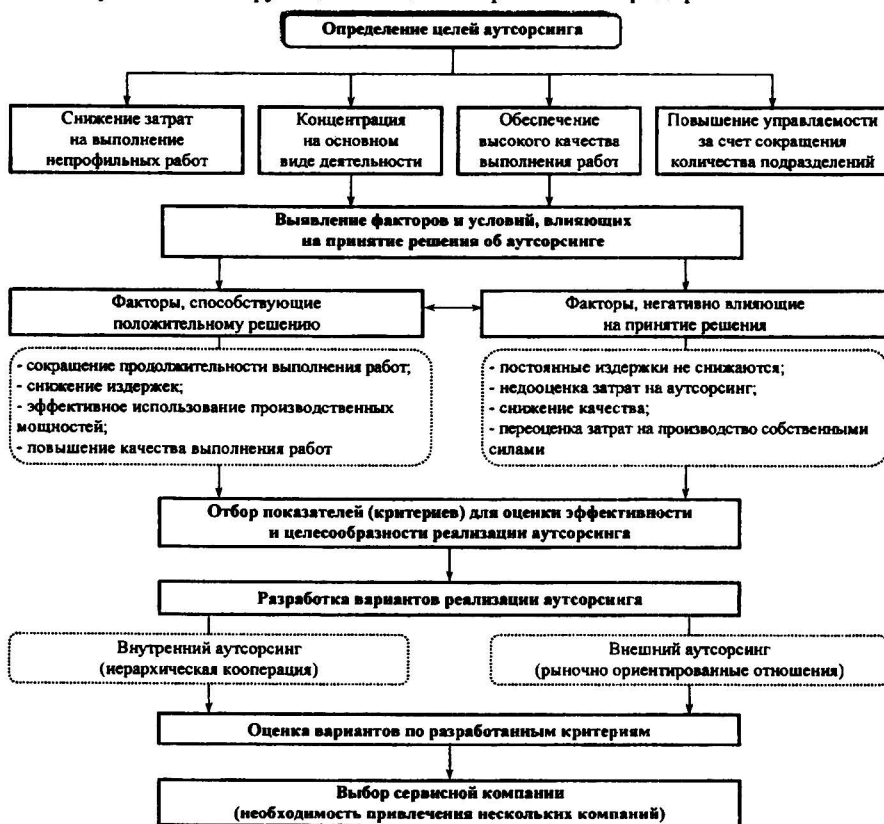 Определение целей аутсорсинга
Снижение затрат
на выполнение
непрофильных работ
Концентрация
на основном
виде деятельности
Обеспечение
высокого качества
выполнения работ
Повышение управляемости
за счет сокращения
количества подразделений
Выявление факторов и условий, влияющих
на принятие решения об аутсорсинге
Факторы, способствующие
положительному решению
Факторы, негативно влияющие
на принятие решения
- сокращение продолжительности выполнения работ;
- снижение издержек;
- эффективное использование производственных
мощностей;
- повышение качества выполнения работ
- постоянные издержки не снижаются;
- недооценка затрат на аутсорсинг;
- снижение качества;
- переоценка затрат на производство собственными
силами
Отбор показателей (критериев) для оценки эффективности
и целесообразности реализации аутсорсинга
Разработка вариантов реализации аутсорсинга
Внутренний аутсорсинг
(иерархическая кооперация)
Внешний аутсорсинг
(рыночно ориентированные отношения)
Оценка вариантов по разработанным критериям
Выбор сервисной компании
(необходимость привлечения нескольких компаний)